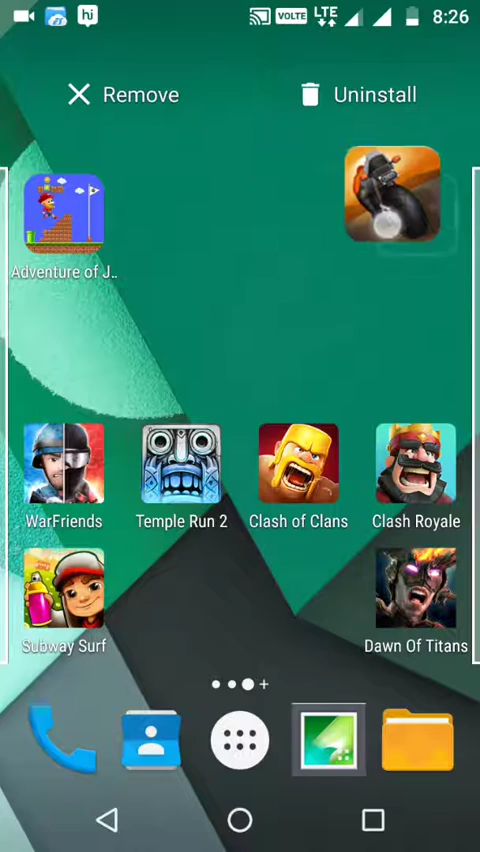 hi VOLTE LTE 8:26
Remove Uninstall
Adventure of J..
WarFriends Temple Run 2 Clash of Clans Clash Royale
Subway Surf Dawn Of Titans